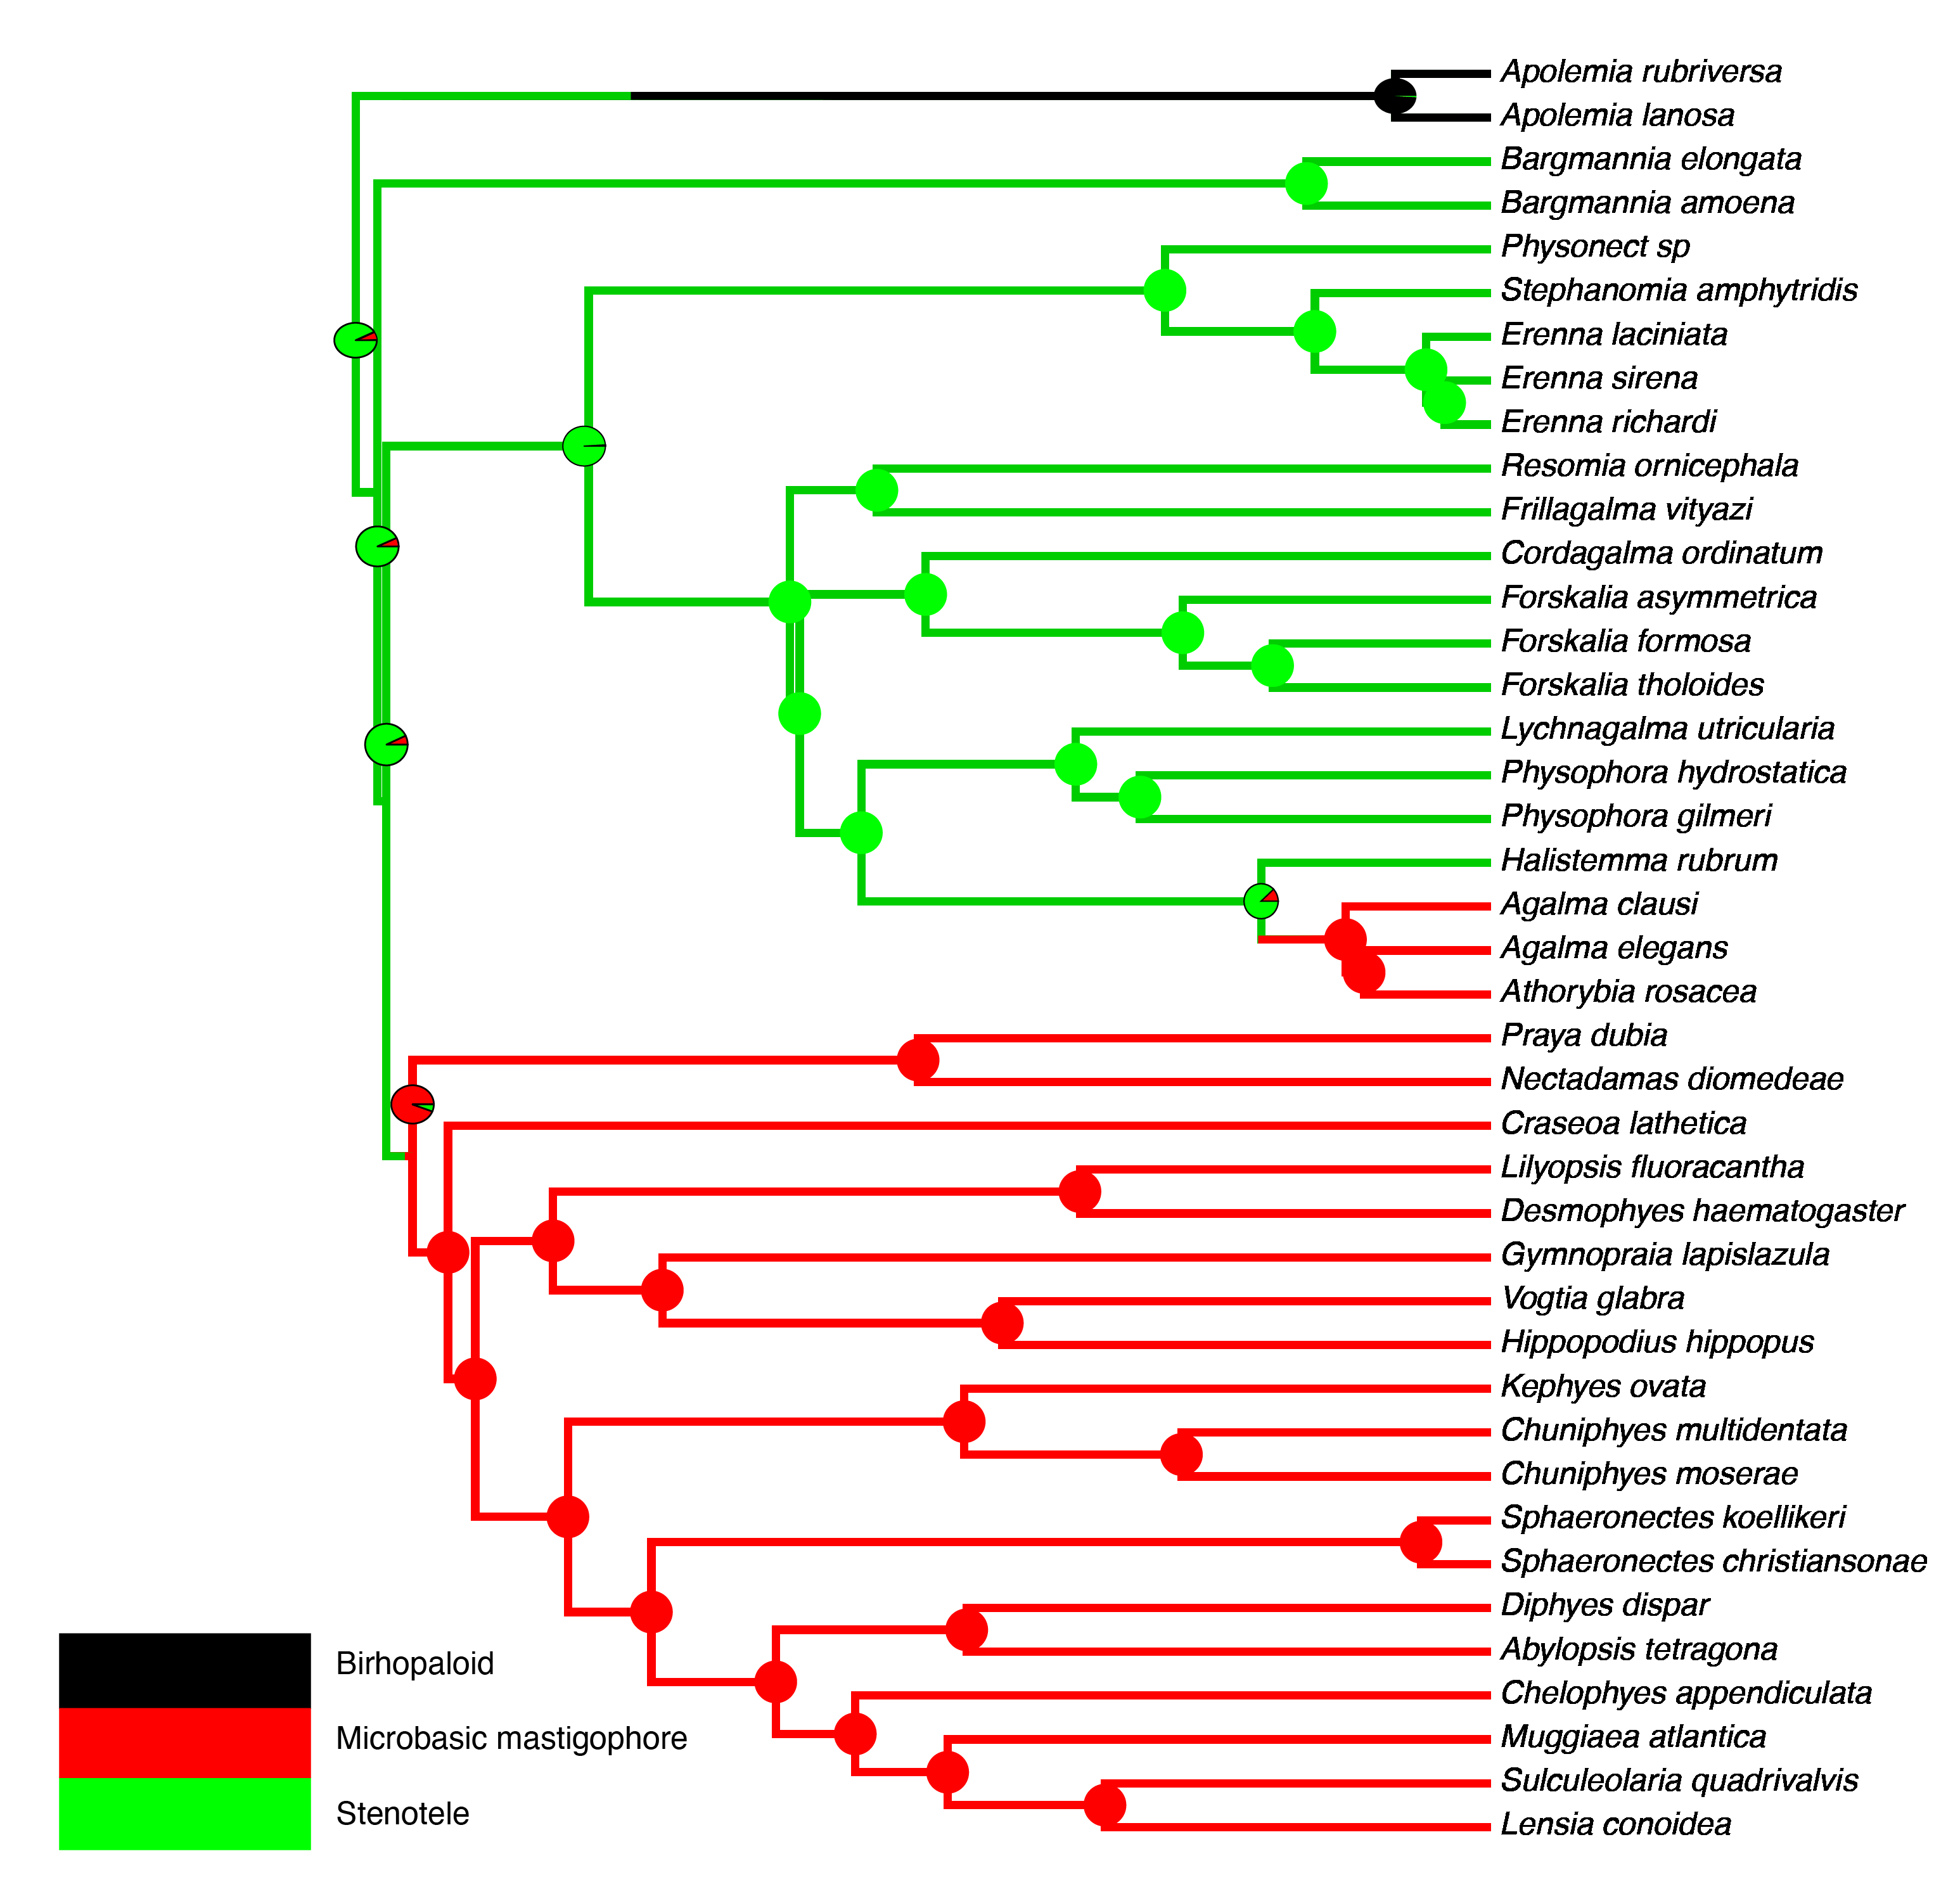 Apolemia rubriversa
Apolemia lanosa
Bargmannia elongata
Bargmannia amoena
Physonect sp
Stephanomia amphytridis
Erenna laciniata
Erenna sirena
Erenna richardi
Resomia ornicephala
Frillagalma vityazi
Cordagalma ordinatum
Forskalia asymmetrica
Forskalia formosa
Forskalia tholoides
Lychnagalma utricularia
Physophora hydrostatica
Physophora gilmeri
Halistemma rubrum
Agalma clausi
Agalma elegans
Athorybia rosacea
Praya dubia
Nectadamas diomedeae
Craseoa lathetica
Lilyopsis fluoracantha
Desmophyes haematogaster
Gymnopraia lapislazula
Vogtia glabra
Hippopodius hippopus
Kephyes ovata
Chuniphyes multidentata
Chuniphyes moserae
Sphaeronectes koellikeri
Sphaeronectes christiansonae
Diphyes dispar
Abylopsis tetragona
Chelophyes appendiculata
Muggiaea atlantica
Sulculeolaria quadrivalvis
Lensia conoidea
Birhopaloid
Microbasic mastigophore
Stenotele